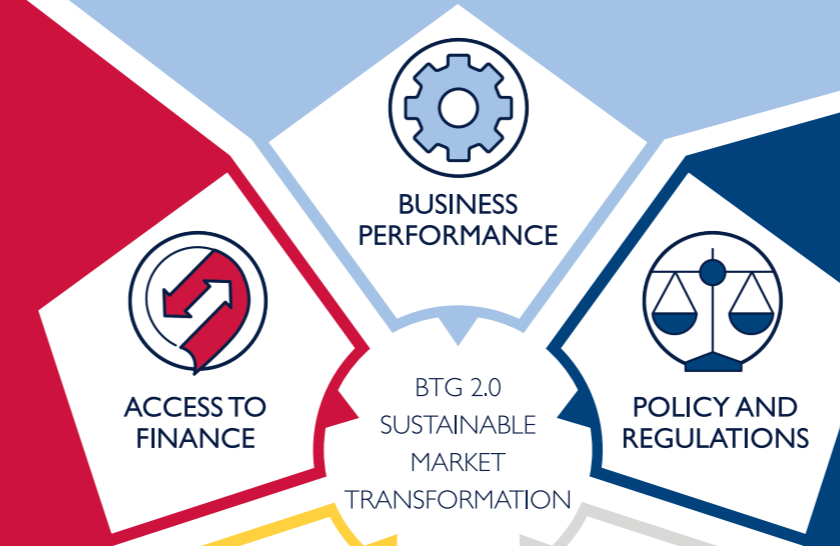 BUSINESS
PERFORMANCE
ACCESS TO
FINANCE
BTG 2.0
SUSTAINABLE
MARKET
TRANSFORMATION
POLICY AND
REGULATIONS